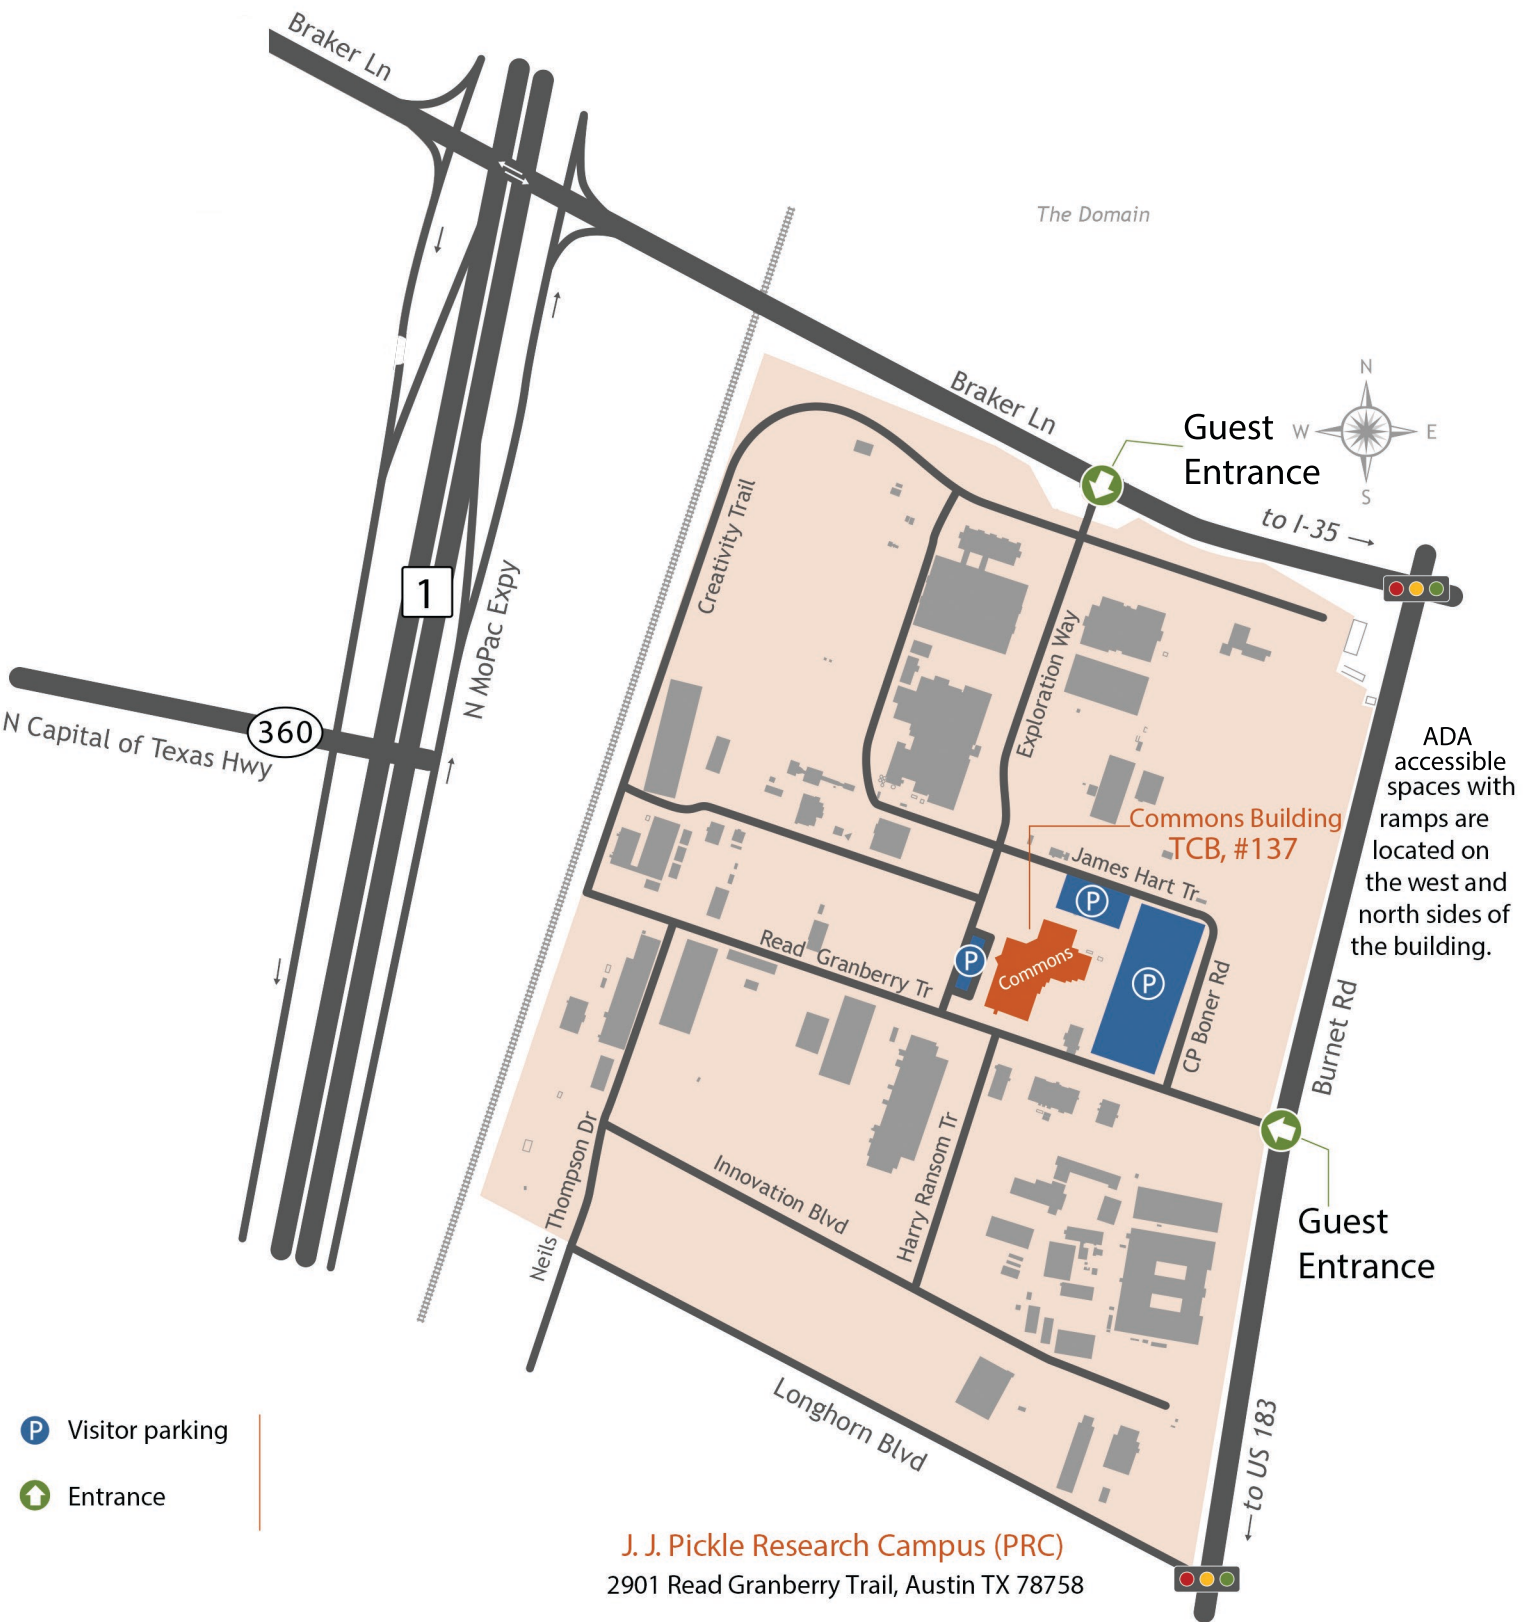 Braker Ln
The Domain
Braker Ln
N
W
E
S
Guest
Entrance
to I-35
Creativity Trail
1
N MoPac Expy
Exploration Way
360
N Capital of Texas Hwy
ADA
accessible
spaces with
ramps are
located on
the west and
north sides of
the building.
Commons Building
TCB, #137
James Hart Tr
P
P
P
Commons
Read Granberry Tr
CP Boner Rd
Burnet Rd
Neils Thompson Dr
Innovation Blvd
Harry Ransom Tr
Guest
Entrance
Longhorn Blvd
to US 183
P Visitor parking
Entrance
J. J. Pickle Research Campus (PRC)
2901 Read Granberry Trail, Austin TX 78758